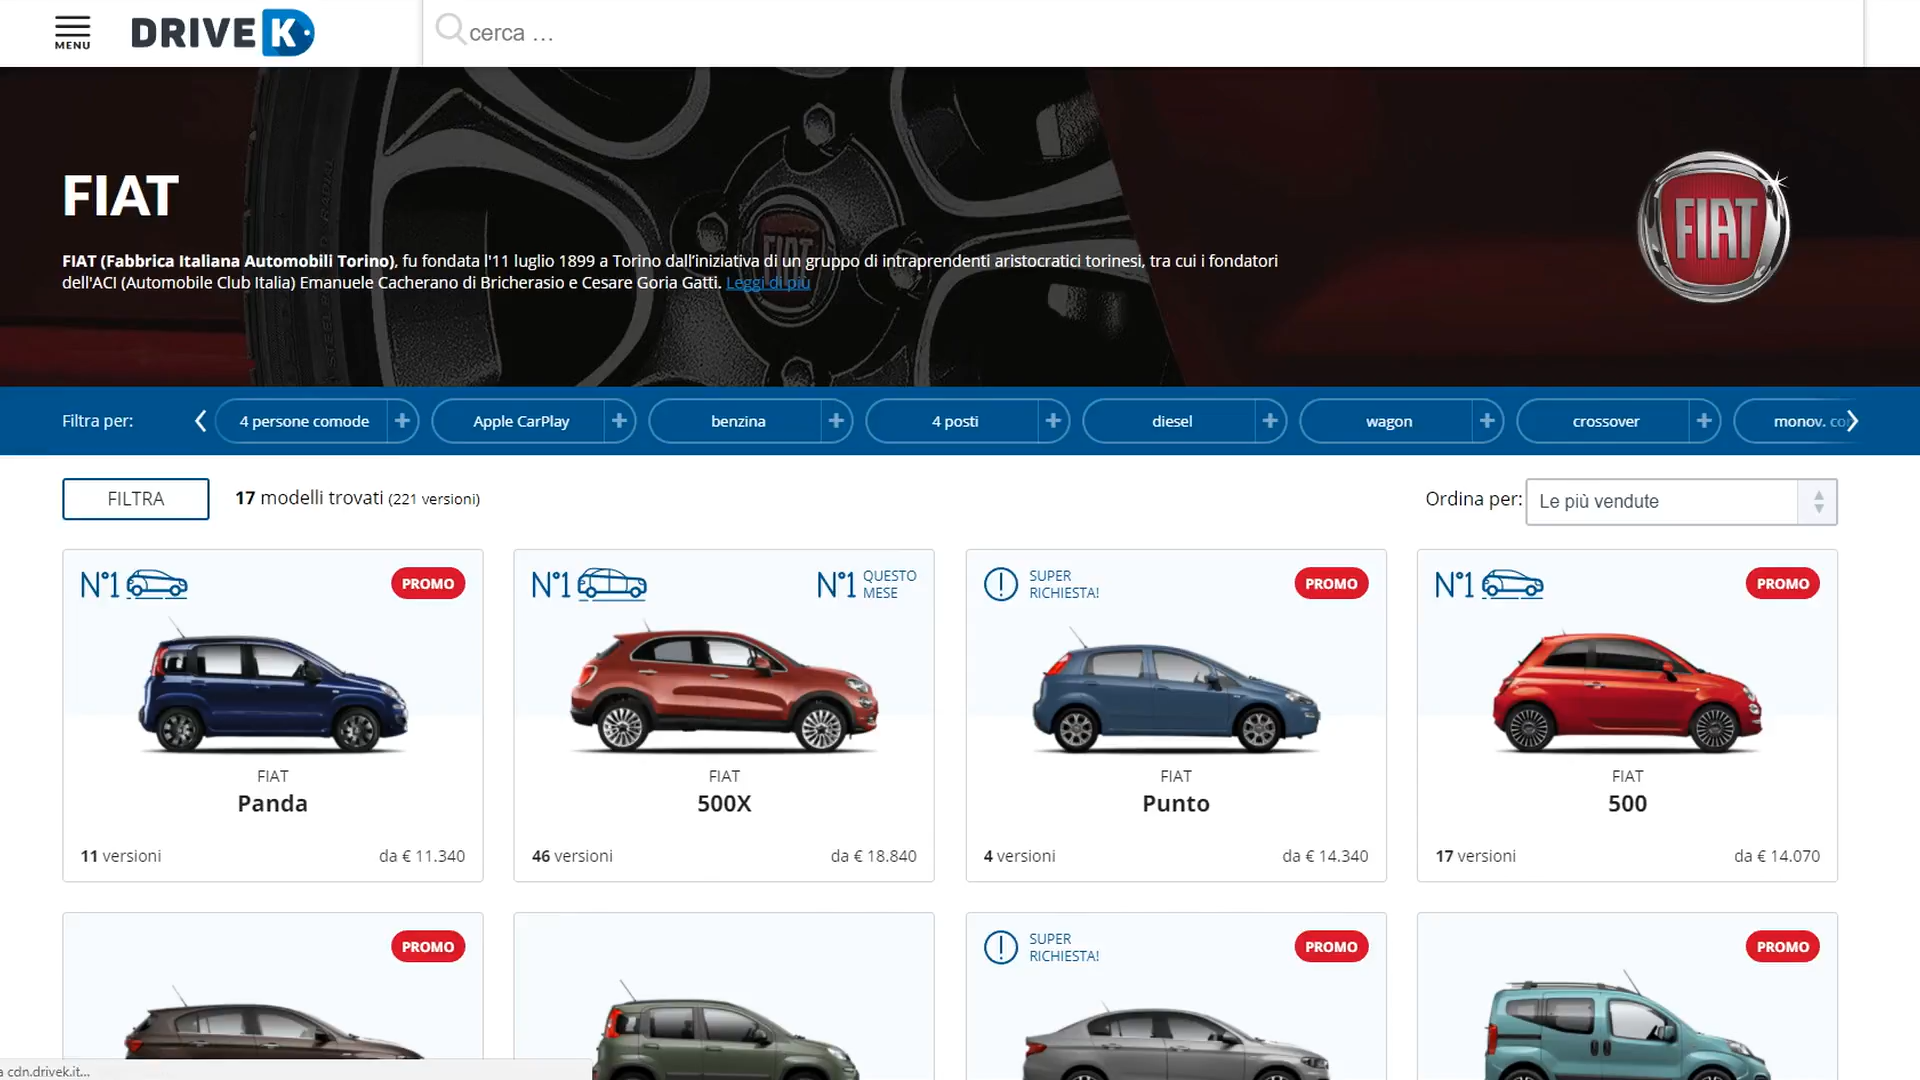 MENU
DRIVEK
cerca ...
FIAT
FIAT
FIAT
FIAT (Fabbrica Italiana Automobili Torino), fu fondata l'11 luglio 1899 a Torino dall’iniziativa di un gruppo di intraprendenti aristocratici torinesi, tra cui i fondatori
dell'ACI (Automobile Club Italia) Emanuele Cacherano di Bricherasio e Cesare Goria Gatti. Leggi di più
Filtra per:
4 persone comode +
Apple CarPlay +
benzina +
4 posti +
diesel +
wagon +
crossover +
monov.
FILTRA
17 modelli trovati (221 versioni)
Ordina per: Le più vendute
N°1
PROMO
FIAT
Panda
11 versioni
da € 11.340
N°1
N°1 QUESTO
MESE
FIAT
500X
46 versioni
da € 18.840
SUPER
RICHIESTA!
PROMO
FIAT
Punto
4 versioni
da € 14.340
N°1
PROMO
FIAT
500
17 versioni
da € 14.070
PROMO
SUPER
RICHIESTA!
PROMO
PROMO
a cdn.drivek.it...